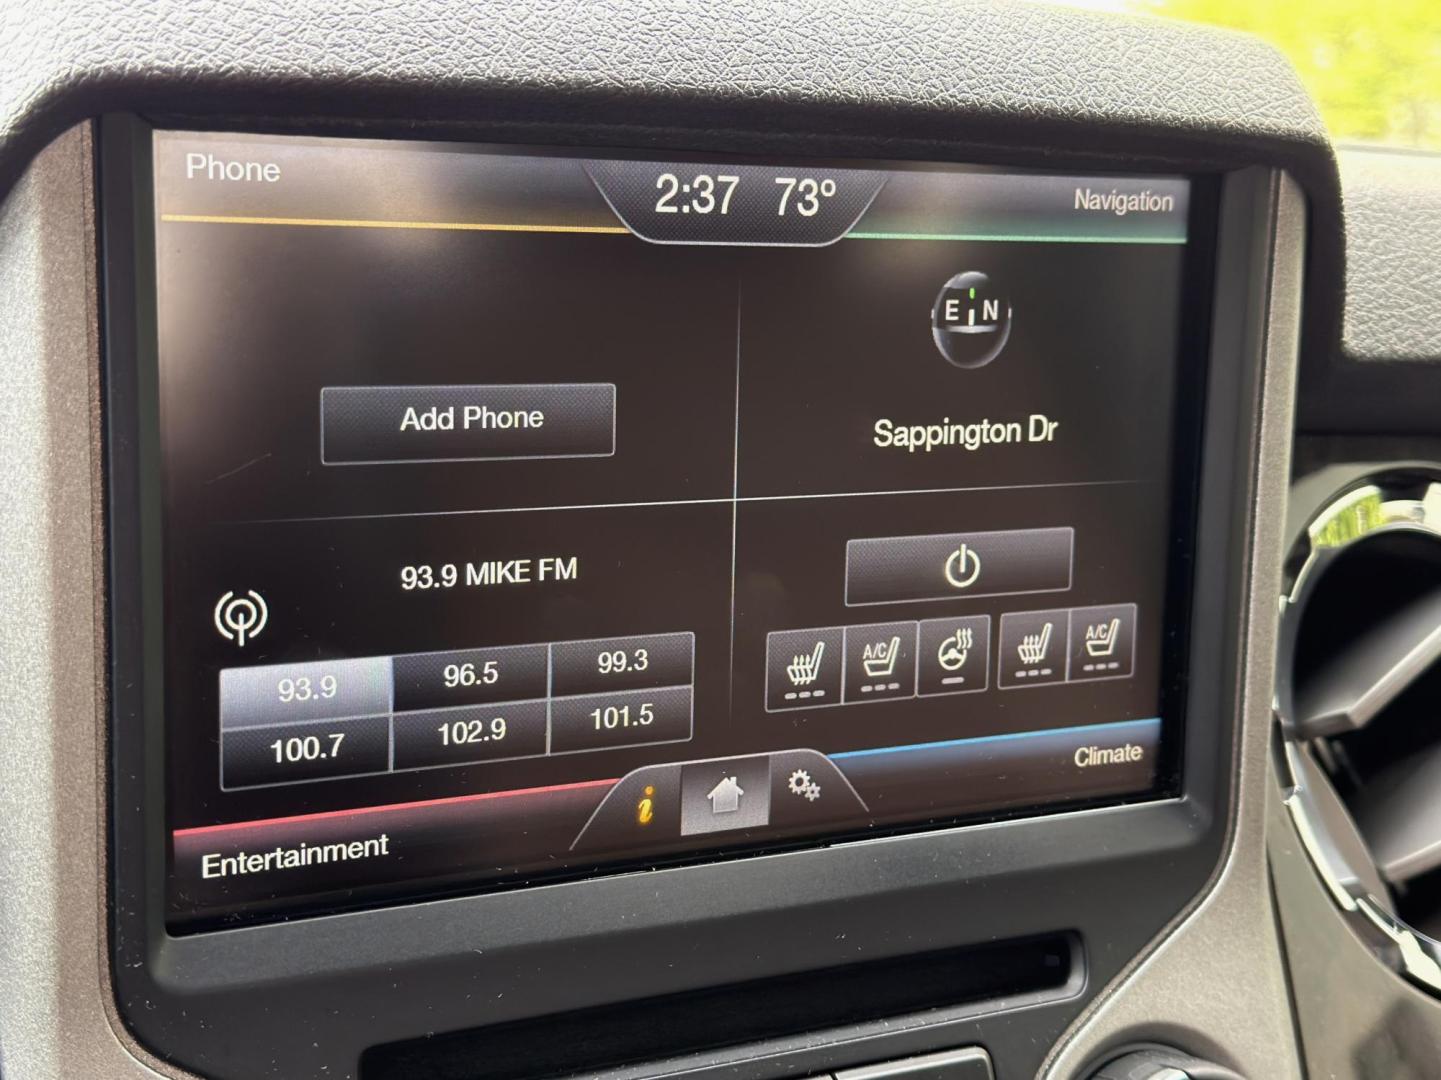 Phone
2:37 73°
Navigation
E N
Add Phone
Sappington Dr
93.9 MIKE FM
93.9 96.5 99.3
100.7 102.9 101.5
A/C A/C
i
Climate
Entertainment